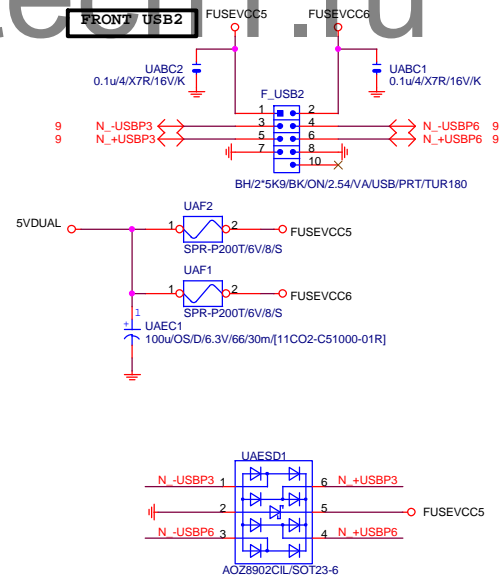 tech1.ru
FRONT USB2
FUSEVCC5 FUSEVCC6
UABC2
0.1u/4/X7R/16V/K
UABC1
0.1u/4/X7R/16V/K
F_USB2
1 2
9 N_-USBP3 3 4 N_-USBP6 9
9 N_+USBP3 5 6 N_+USBP6 9
7 8
10
BH/2*5K9/BK/ON/2.54/VA/USB/PRT/TUR180
UAF2
5VDUAL 1 2 FUSEVCC5
SPR-P200T/6V/8/S
UAF1
1 2 FUSEVCC6
SPR-P200T/6V/8/S
1
+
UAEC1
100u/OS/D/6.3V/66/30m/[11CO2-C51000-01R]
UAESD1
N_-USBP3 1 6 N_+USBP3
2 5 FUSEVCC5
N_-USBP6 3 4 N_+USBP6
AOZ8902CIL/SOT23-6